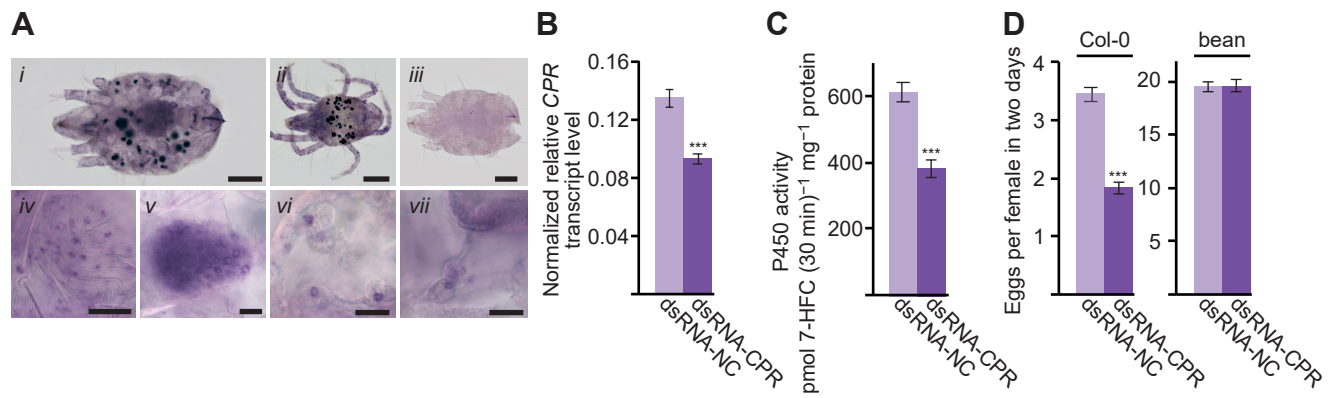 A
i
ii
iii
iv
v
vi
vii
B
Normalized relative CPR
transcript level
0.16
0.12
0.08
0.04
***
dsRNA-NC
dsRNA-CPR
C
P450 activity
pmol 7-HFC (30 min)⁻¹ mg⁻¹ protein
600
400
200
***
dsRNA-NC
dsRNA-CPR
D
Eggs per female in two days
Col-0
4
3
2
1
***
dsRNA-NC
dsRNA-CPR
bean
20
15
10
5
dsRNA-NC
dsRNA-CPR